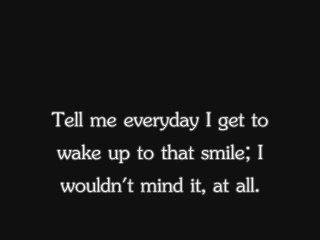 Tell me everyday I get to
wake up to that smile; I
wouldn't mind it, at all.